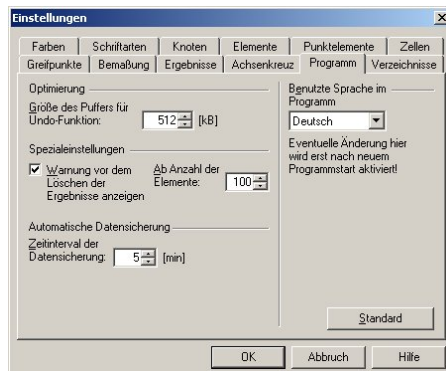 Einstellungen
Farben Schriftarten Knoten Elemente Punktelemente Zellen
Greifpunkte Bemaßung Ergebnisse Achsenkreuz Programm Verzeichnisse
Optimierung
Größe des Puffers für
Undo-Funktion: 512 [kB]
Spezialeinstellungen
Warnung vor dem
Löschen der
Ergebnisse anzeigen
Ab Anzahl der
Elemente: 100
Automatische Datensicherung
Zeitinterval der
Datensicherung: 5 [min]
Benutzte Sprache im
Programm
Deutsch
Eventuelle Änderung hier
wird erst nach neuem
Programmstart aktiviert!
Standard
OK Abbruch Hilfe